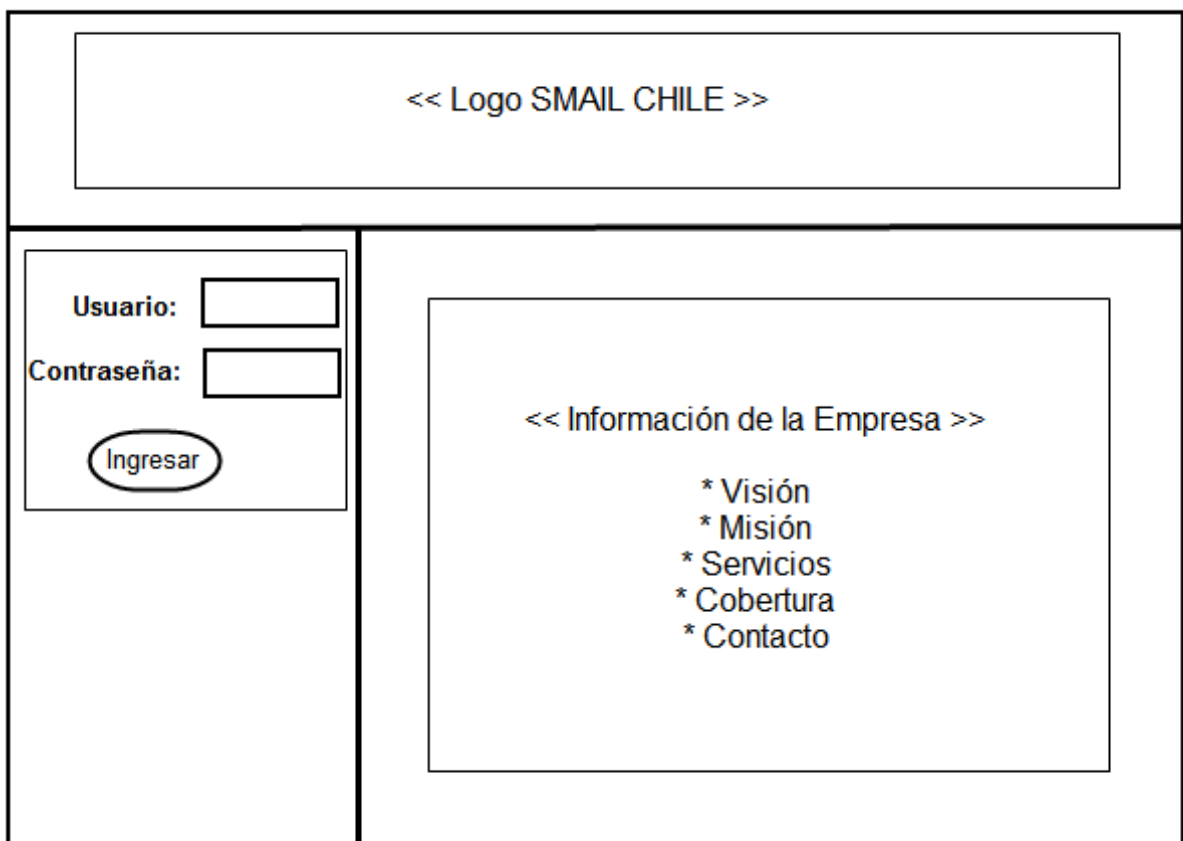 << Logo SMAIL CHILE >>
Usuario:
Contraseña:
Ingresar
<< Información de la Empresa >>
* Visión
* Misión
* Servicios
* Cobertura
* Contacto